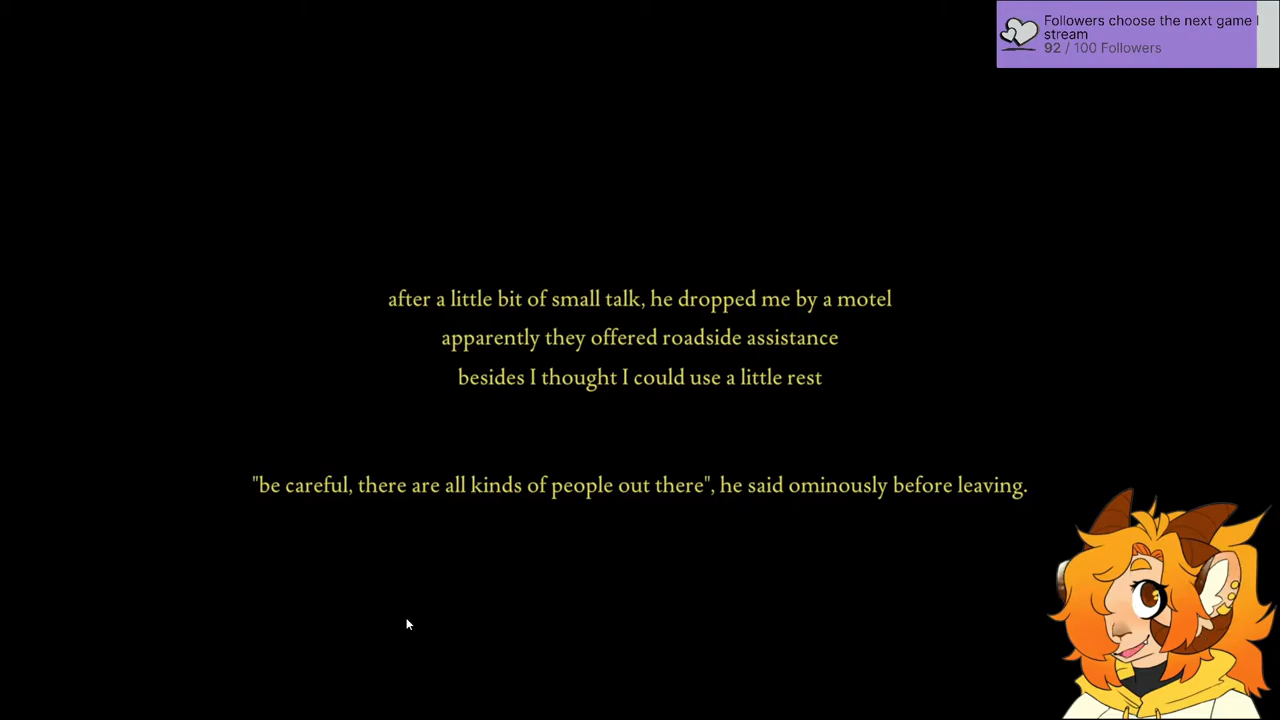 Followers choose the next game I
stream
92 / 100 Followers
after a little bit of small talk, he dropped me by a motel
apparently they offered roadside assistance
besides I thought I could use a little rest
"be careful, there are all kinds of people out there", he said ominously before leaving.